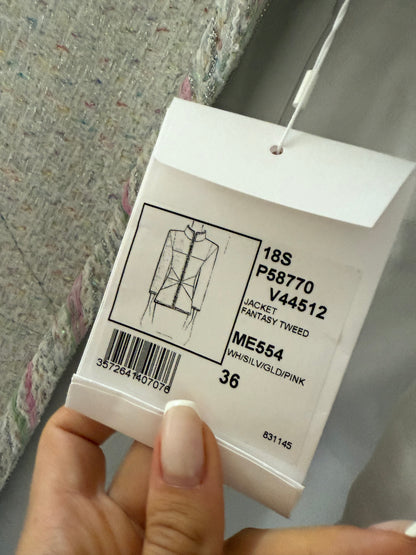 18S
P58770
V44512
JACKET
FANTASY TWEED
ME554
WH/SILV/GLD/PINK
36
3572641407076
831145